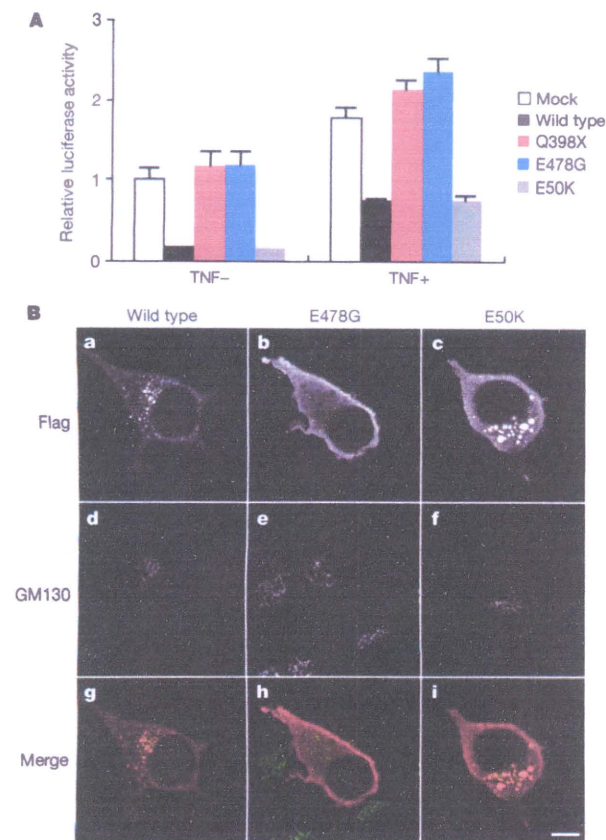 A
Relative luciferase activity
3
2
1
0
TNF–
TNF+
Mock
Wild type
Q398X
E478G
E50K
B
Wild type
E478G
E50K
Flag
a
b
c
GM130
d
e
f
Merge
g
h
i